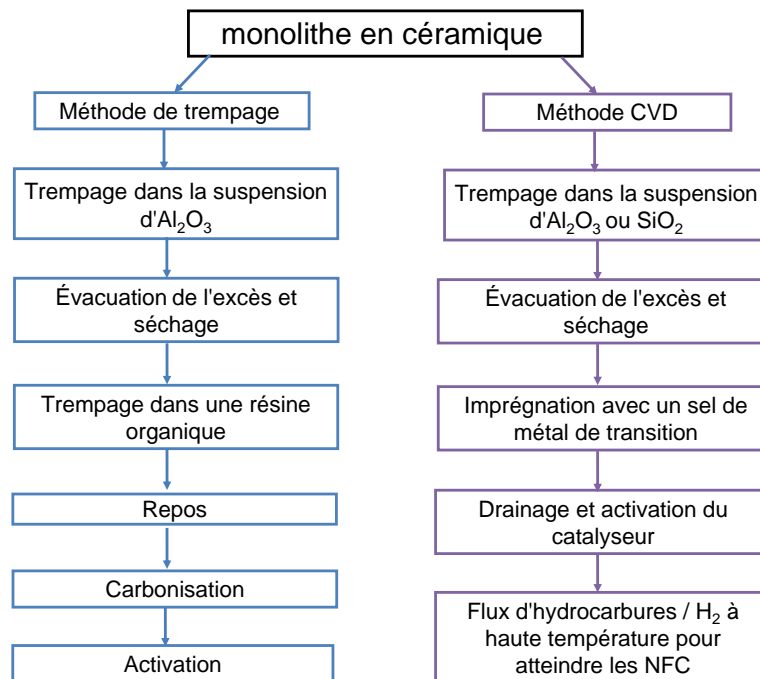 monolithe en céramique
Méthode de trempage
Trempage dans la suspension
d'Al₂O₃
Évacuation de l'excès et
séchage
Trempage dans une résine
organique
Repos
Carbonisation
Activation
Méthode CVD
Trempage dans la suspension
d'Al₂O₃ ou SiO₂
Évacuation de l'excès et
séchage
Imprégnation avec un sel de
métal de transition
Drainage et activation du
catalyseur
Flux d'hydrocarbures / H₂ à
haute température pour
atteindre les NFC